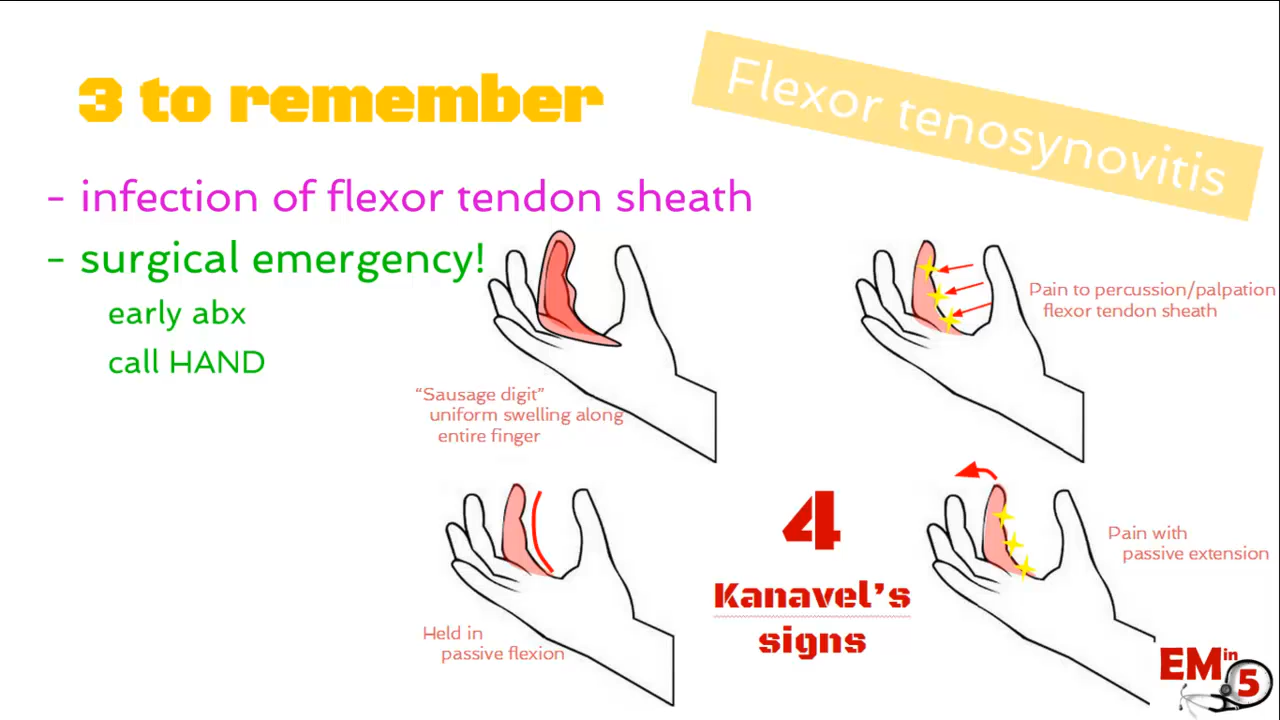 3 to remember
Flexor tenosynovitis
- infection of flexor tendon sheath
- surgical emergency!
early abx
call HAND
"Sausage digit"
uniform swelling along
entire finger
Pain to percussion/palpation
flexor tendon sheath
Held in
passive flexion
4
Kanavel's
signs
Pain with
passive extension
EM in 5